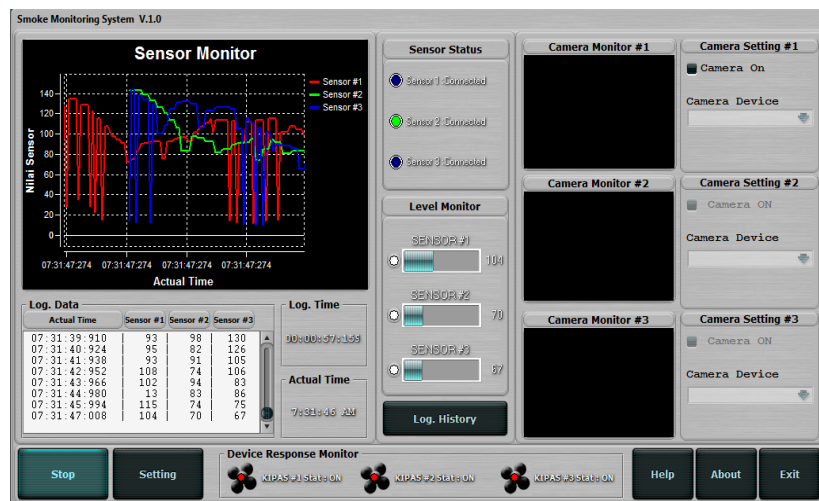 Smoke Monitoring System V.1.0
Sensor Monitor
Sensor #1
Sensor #2
Sensor #3
Nilai Sensor
140
120
100
80
60
40
20
0
07:31:47:274 07:31:47:274 07:31:47:274 07:31:47:274
Actual Time
Log. Data
Actual Time Sensor #1 Sensor #2 Sensor #3
07:31:39:910 | 93 | 98 | 130
07:31:40:924 | 95 | 82 | 126
07:31:41:938 | 93 | 91 | 105
07:31:42:952 | 108 | 74 | 106
07:31:43:966 | 102 | 94 | 83
07:31:44:980 | 13 | 83 | 86
07:31:45:994 | 115 | 74 | 75
07:31:47:008 | 104 | 70 | 67
Log. Time
00:00:57:155
Actual Time
7:31:46 AM
Sensor Status
Sensor 1 :Connected
Sensor 2 :Connected
Sensor 3 :Connected
Level Monitor
SENSOR #1
104
SENSOR #2
70
SENSOR #3
67
Log. History
Camera Monitor #1
Camera Setting #1
Camera On
Camera Device
Camera Monitor #2
Camera Setting #2
Camera ON
Camera Device
Camera Monitor #3
Camera Setting #3
Camera ON
Camera Device
Stop
Setting
Device Response Monitor
KIPAS #1 Stat : ON
KIPAS #2 Stat : ON
KIPAS #3 Stat : ON
Help
About
Exit